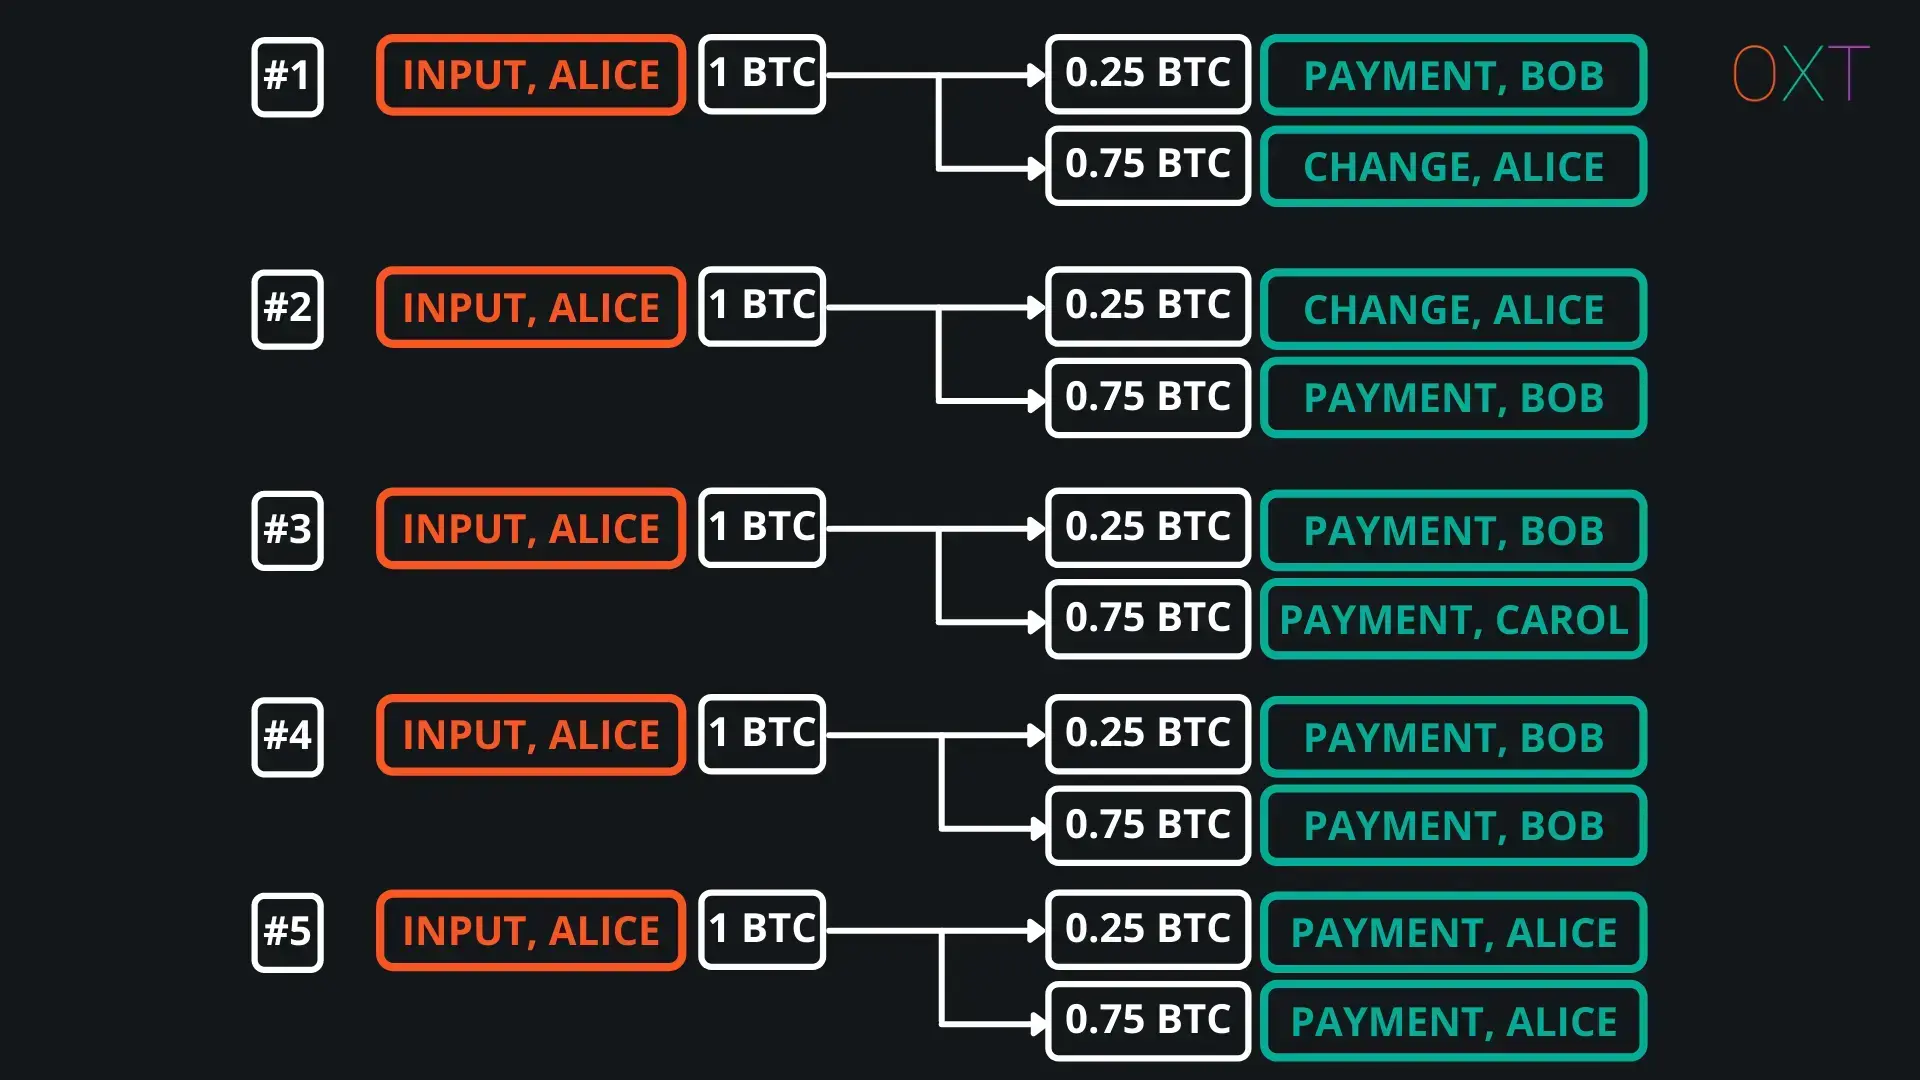 #1 INPUT, ALICE 1 BTC 0.25 BTC PAYMENT, BOB OXT
0.75 BTC CHANGE, ALICE
#2 INPUT, ALICE 1 BTC 0.25 BTC CHANGE, ALICE
0.75 BTC PAYMENT, BOB
#3 INPUT, ALICE 1 BTC 0.25 BTC PAYMENT, BOB
0.75 BTC PAYMENT, CAROL
#4 INPUT, ALICE 1 BTC 0.25 BTC PAYMENT, BOB
0.75 BTC PAYMENT, BOB
#5 INPUT, ALICE 1 BTC 0.25 BTC PAYMENT, ALICE
0.75 BTC PAYMENT, ALICE